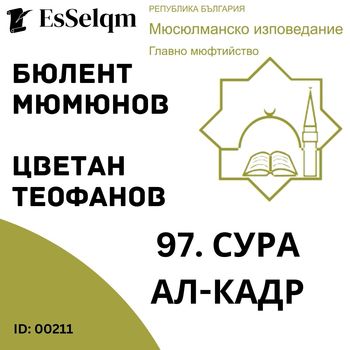 EsSelqm
РЕПУБЛИКА БЪЛГАРИЯ
Мюсюлманско изповедание
Главно мюфтийство
БЮЛЕНТ
МЮМЮНОВ
ЦВЕТАН
ТЕОФАНОВ
97. СУРА
АЛ-КАДР
ID: 00211